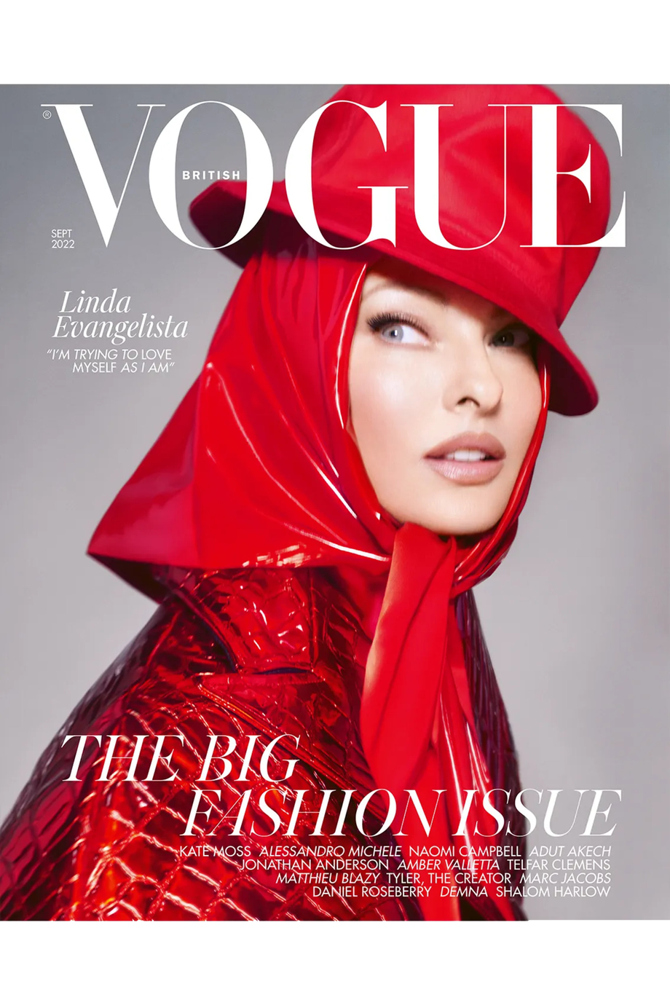 VOGUE
®
BRITISH
SEPT
2022
Linda
Evangelista
“I’M TRYING TO LOVE
MYSELF AS I AM”
THE BIG
FASHION ISSUE
KATE MOSS ALESSANDRO MICHELE NAOMI CAMPBELL ADUT AKECH
JONATHAN ANDERSON AMBER VALLETTA TELFAR CLEMENS
MATTHIEU BLAZY TYLER, THE CREATOR MARC JACOBS
DANIEL ROSEBERRY DEMNA SHALOM HARLOW